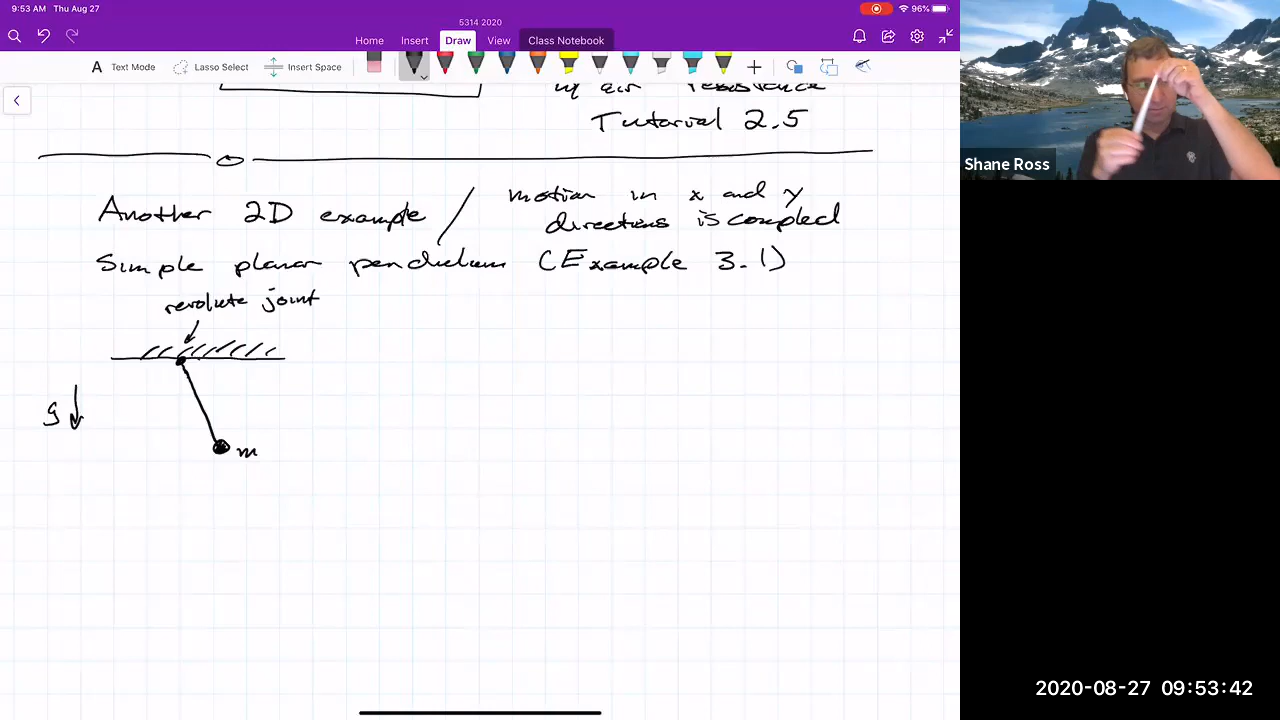 9:53 AM Thu Aug 27
96%
5314 2020
Home Insert Draw View Class Notebook
Text Mode Lasso Select Insert Space
w/ air resistance
Tutorial 2.5
Another 2D example / motion in x and y
directions is coupled
Simple planar pendulum (Example 3.1)
revolute joint
g
m
Shane Ross
2020-08-27 09:53:42